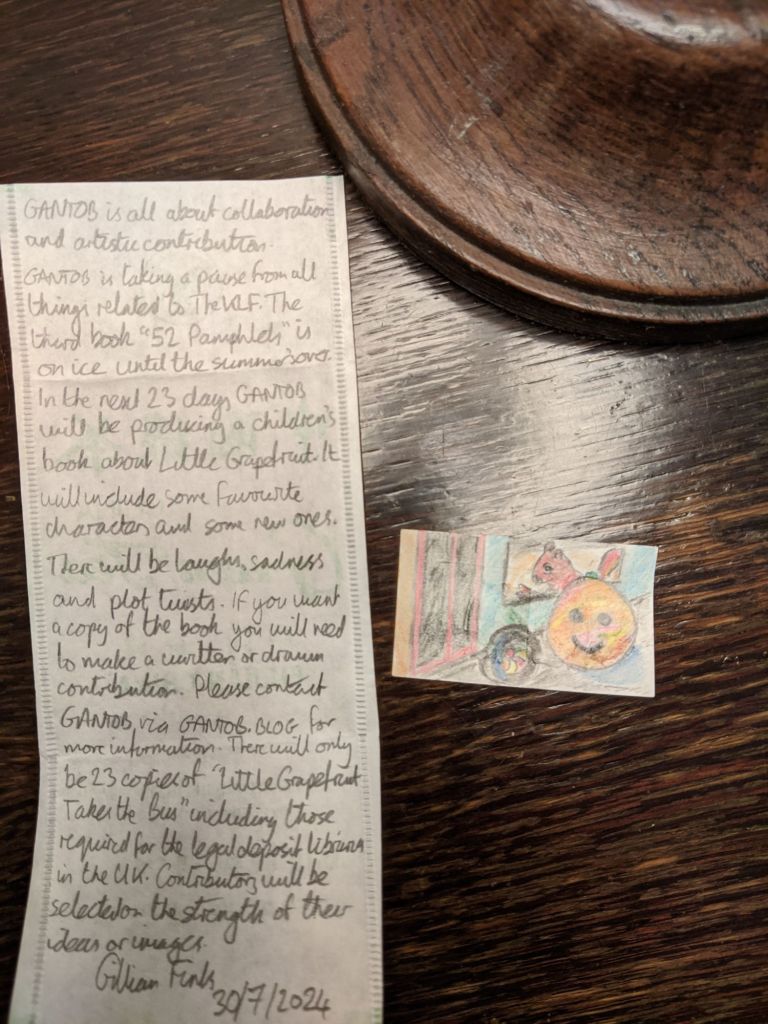 GANTOB is all about collaboration
and artistic contribution.
GANTOB is taking a pause from all
things related to The KLF. The
third book "52 Pamphlets" is
on ice until the summer's over.
In the next 23 days GANTOB
will be producing a children's
book about Little Grapefruit. It
will include some favourite
characters and some new ones.
There will be laughs, sadness
and plot twists. If you want
a copy of the book you will need
to make a written or drawn
contribution. Please contact
GANTOB via GANTOB.BLOG for
more information. There will only
be 23 copies of "Little Grapefruit
Takes the Bus" including those
required for the legal deposit libraries
in the UK. Contributors will be
selected on the strength of their
ideas or images.
Gillian Finks
30/7/2024